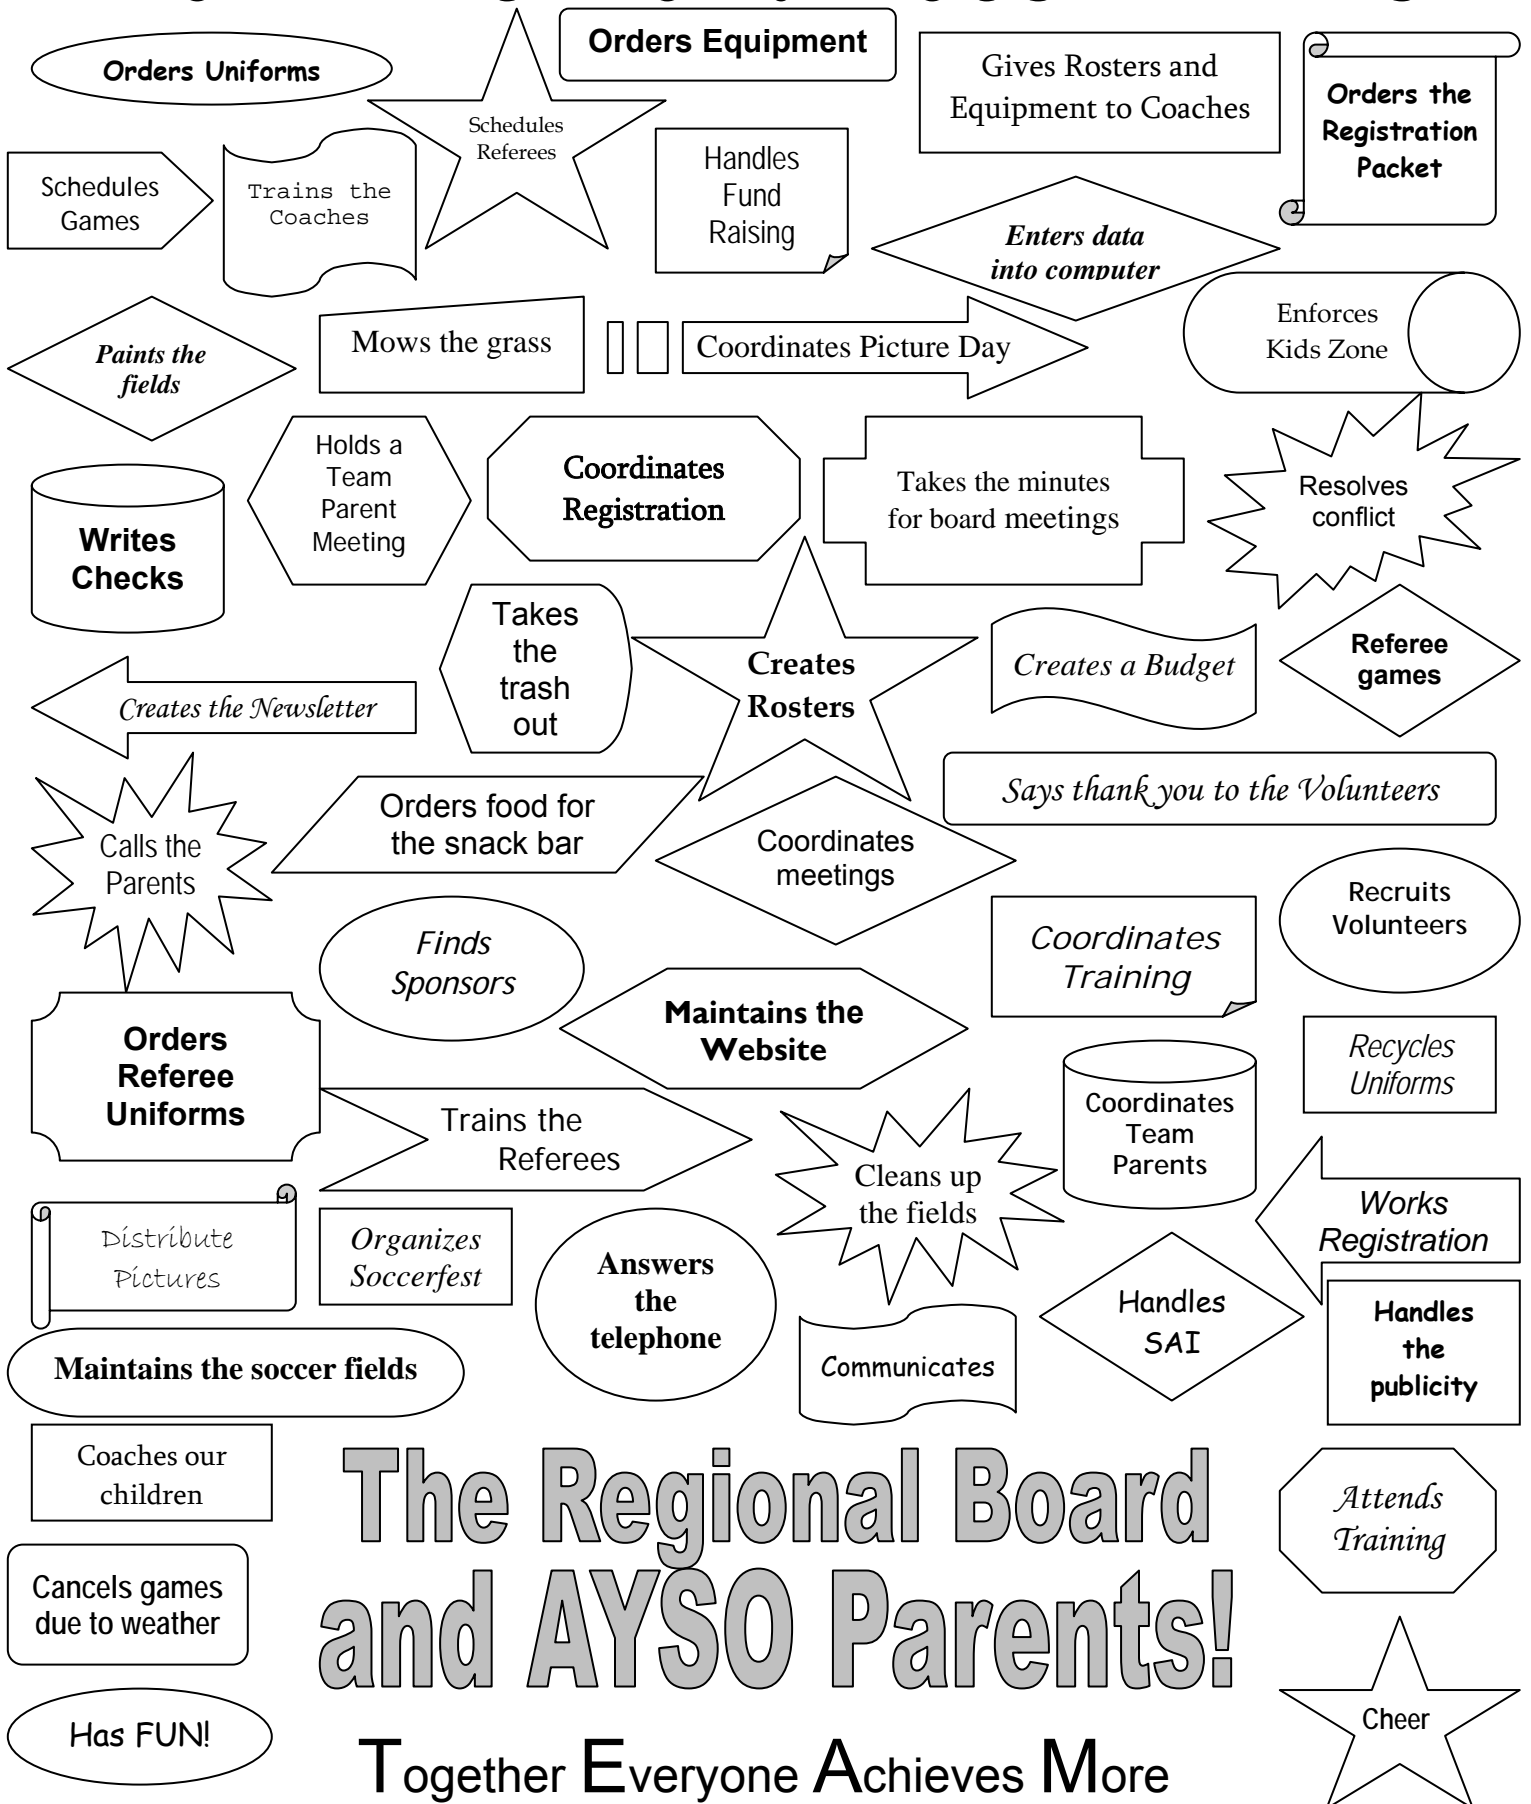 Orders Equipment
Orders Uniforms
Gives Rosters and
Equipment to Coaches
Orders the
Registration
Packet
Schedules
Referees
Handles
Fund
Raising
Schedules
Games
Trains the
Coaches
Enters data
into computer
Enforces
Kids Zone
Paints the
fields
Mows the grass
Coordinates Picture Day
Holds a
Team
Parent
Meeting
Coordinates
Registration
Takes the minutes
for board meetings
Resolves
conflict
Writes
Checks
Takes
the
trash
out
Creates
Rosters
Creates a Budget
Referee
games
Creates the Newsletter
Says thank you to the Volunteers
Orders food for
the snack bar
Calls the
Parents
Coordinates
meetings
Recruits
Volunteers
Finds
Sponsors
Coordinates
Training
Maintains the
Website
Orders
Referee
Uniforms
Recycles
Uniforms
Trains the
Referees
Coordinates
Team
Parents
Cleans up
the fields
Works
Registration
Distribute
Pictures
Organizes
Soccerfest
Answers
the
telephone
Handles
SAI
Handles
the
publicity
Communicates
Maintains the soccer fields
Coaches our
children
The Regional Board
and AYSO Parents!
Attends
Training
Cancels games
due to weather
Has FUN!
Cheer
Together Everyone Achieves More